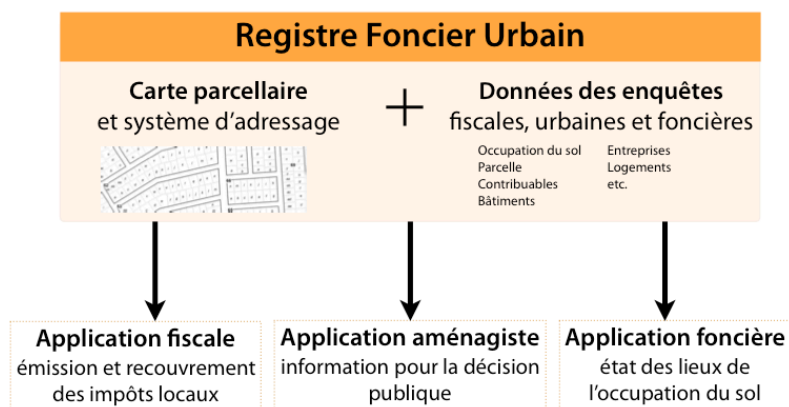 Registre Foncier Urbain
Carte parcellaire
et système d'adressage
+
Données des enquêtes
fiscales, urbaines et foncières
Occupation du sol
Parcelle
Contribuables
Bâtiments
Entreprises
Logements
etc.
Application fiscale
émission et recouvrement
des impôts locaux
Application aménagiste
information pour la décision
publique
Application foncière
état des lieux de
l'occupation du sol